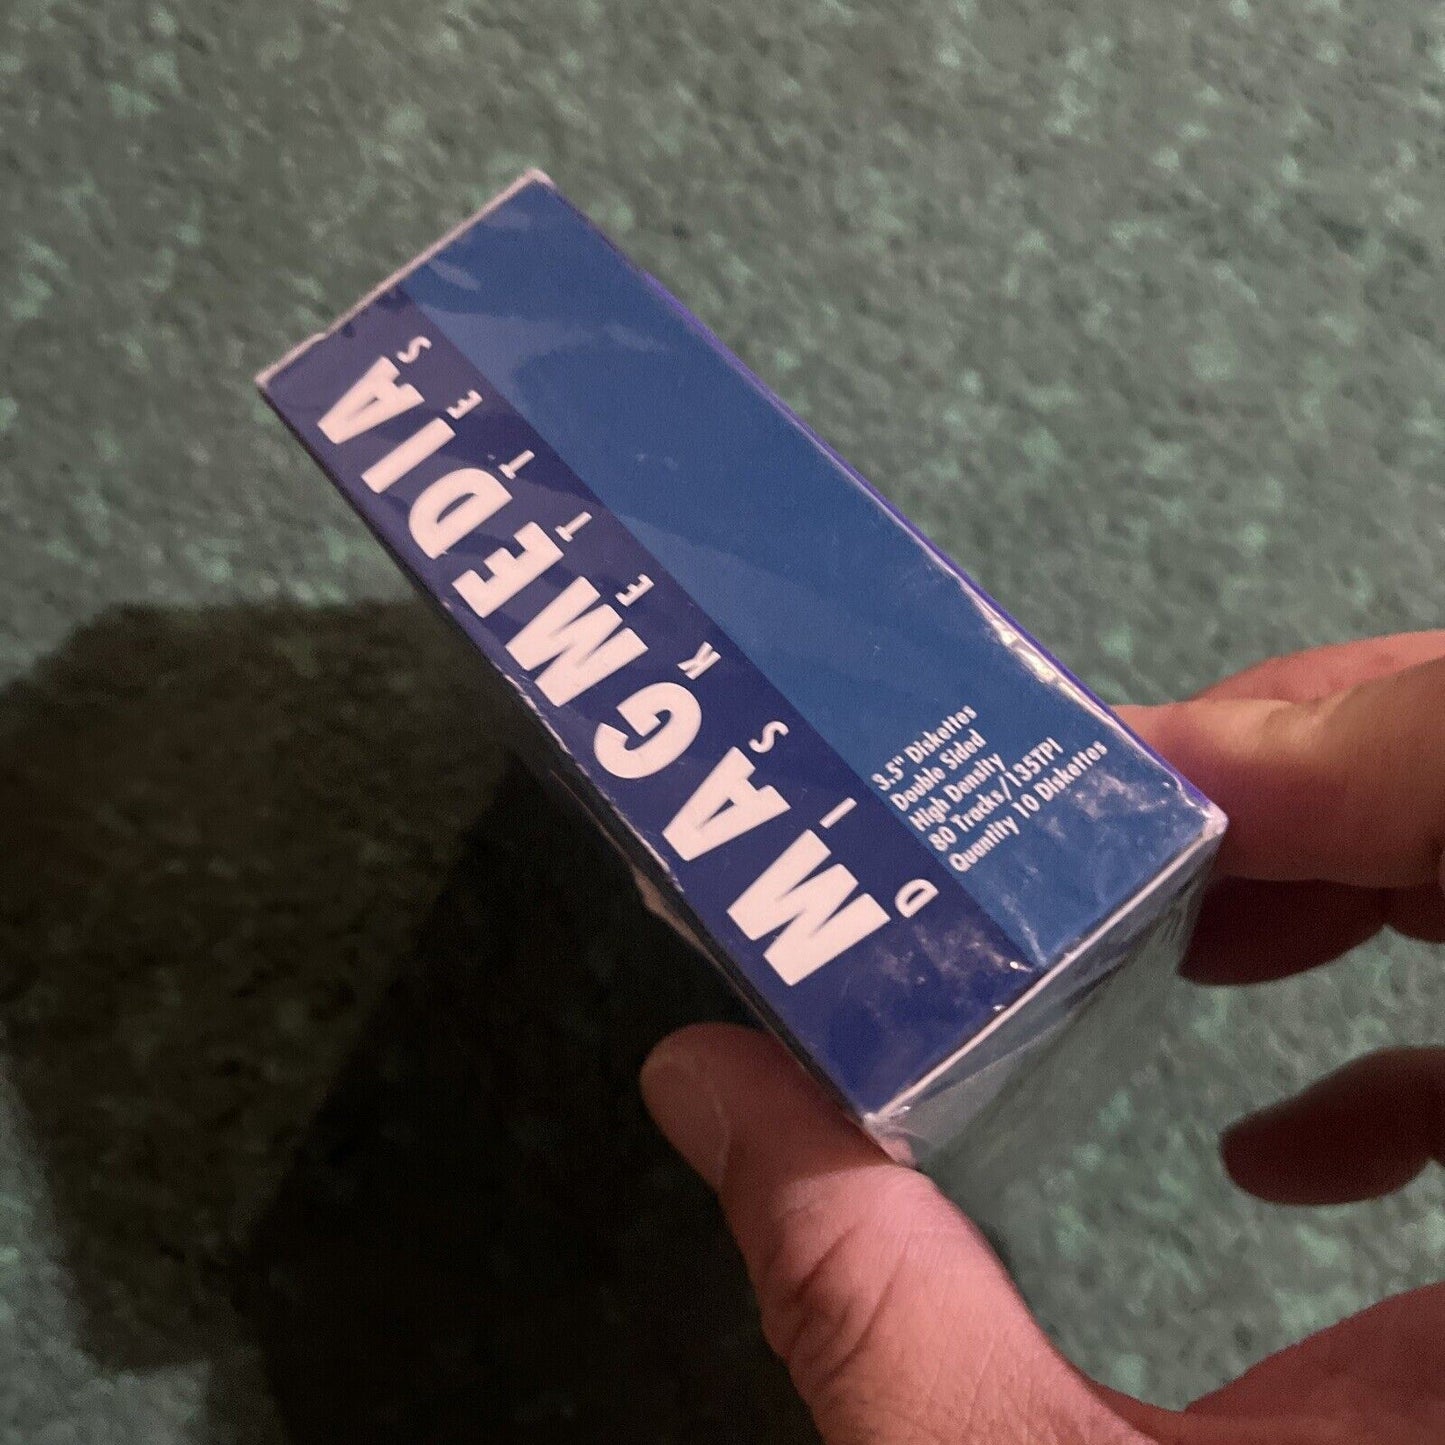 MAGMEDIA
DISKETTES
3.5" Diskettes
Double Sided
High Density
80 Tracks/135TPI
Quantity 10 Diskettes